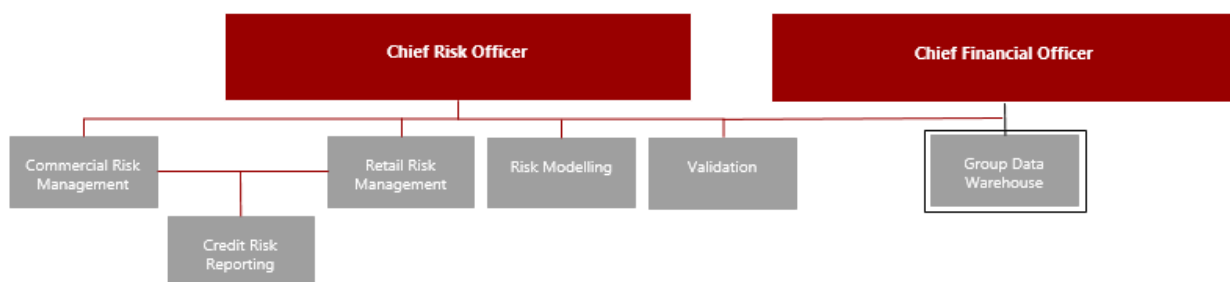 Chief Risk Officer
Chief Financial Officer
Commercial Risk
Management
Retail Risk
Management
Risk Modelling
Validation
Group Data
Warehouse
Credit Risk
Reporting